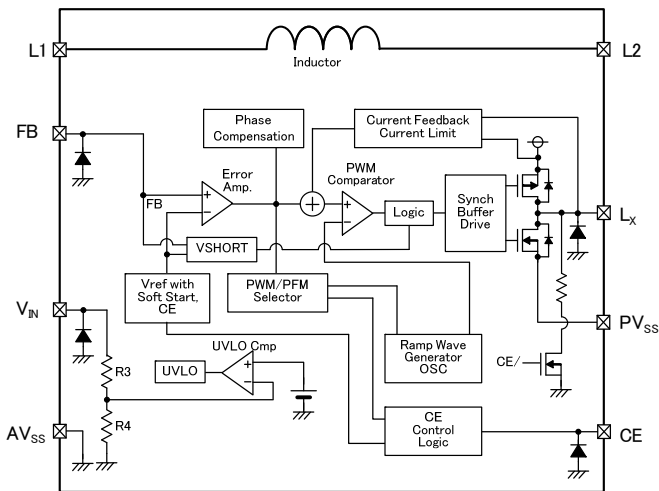 L1
L2
Inductor
FB
Phase
Compensation
Current Feedback
Current Limit
Error
Amp.
PWM
Comparator
FB
+
−
+
+
−
Logic
Synch
Buffer
Drive
LX
VSHORT
Vref with
Soft Start,
CE
PWM/PFM
Selector
VIN
Ramp Wave
Generator
OSC
PVSS
UVLO Cmp
UVLO
+
−
R3
CE/
R4
AVSS
CE
Control
Logic
CE